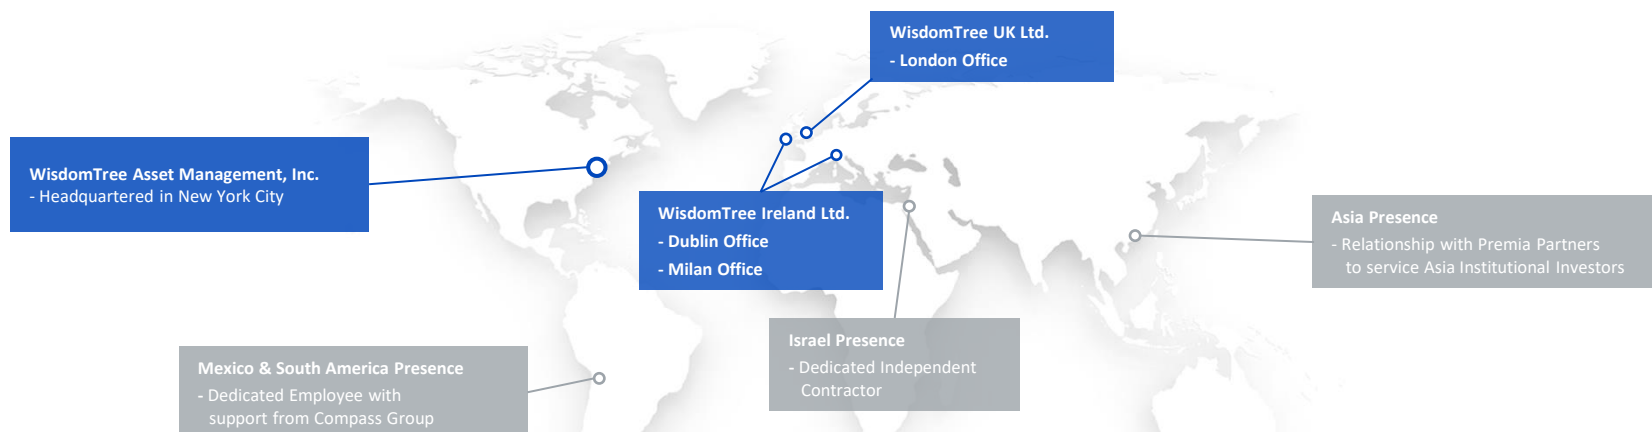 WisdomTree UK Ltd.
- London Office
WisdomTree Asset Management, Inc.
- Headquartered in New York City
WisdomTree Ireland Ltd.
- Dublin Office
- Milan Office
Asia Presence
- Relationship with Premia Partners
to service Asia Institutional Investors
Israel Presence
- Dedicated Independent
Contractor
Mexico & South America Presence
- Dedicated Employee with
support from Compass Group